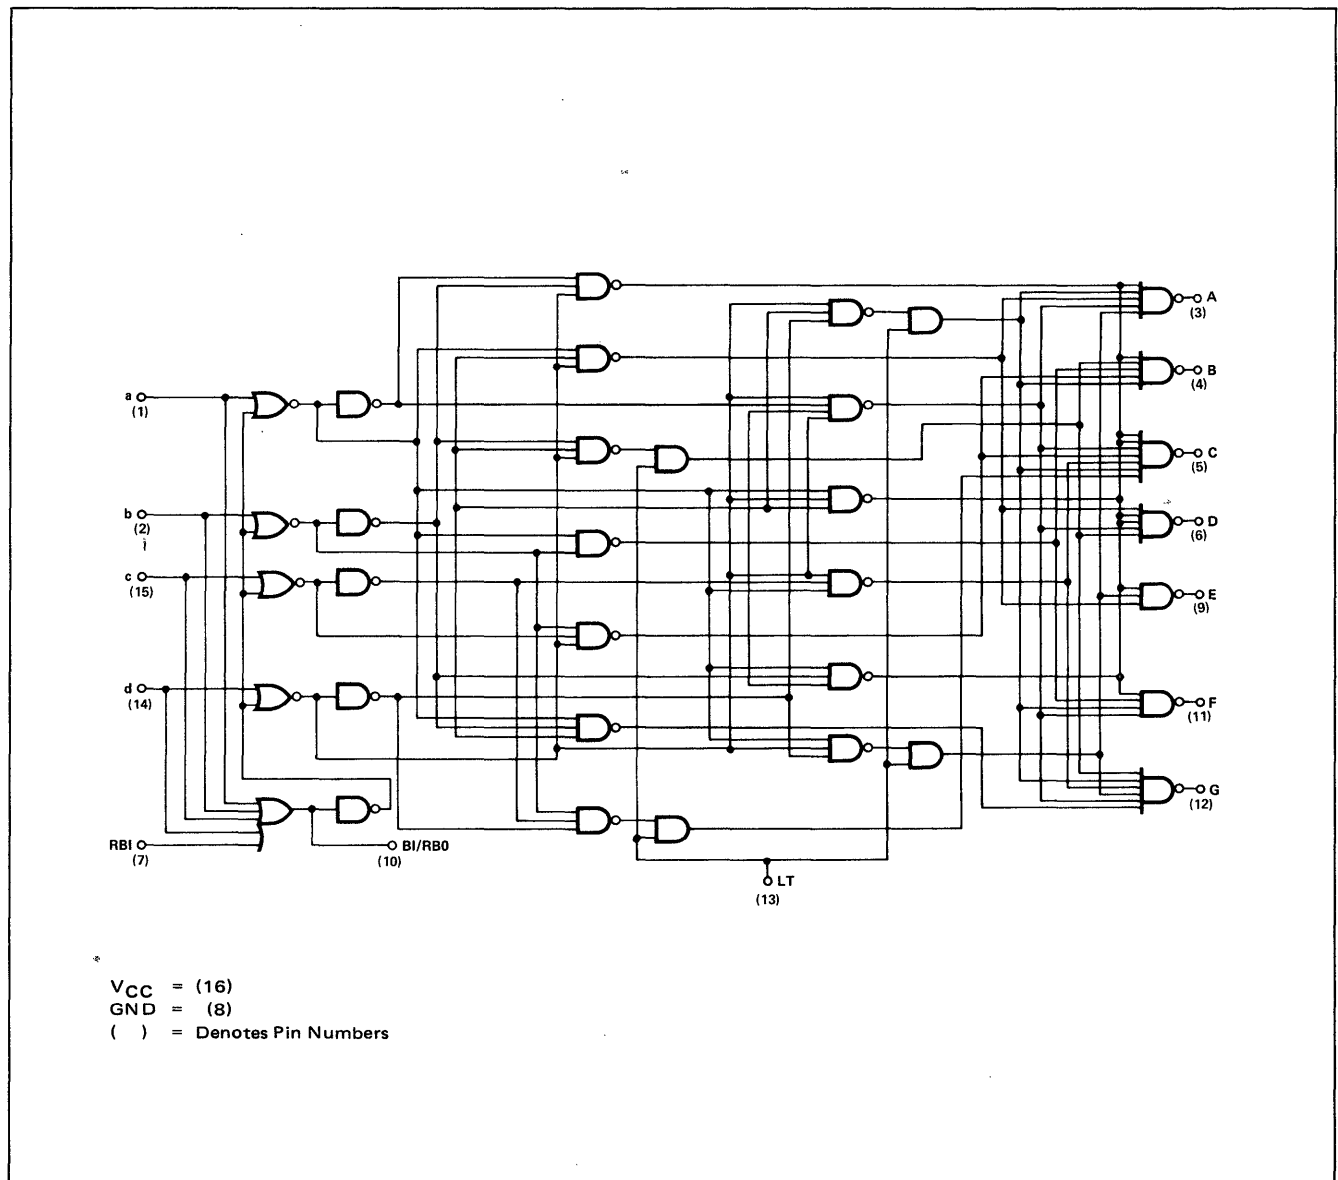 a
(1)
b
(2)
c
(15)
d
(14)
RBI
(7)
BI/RB0
(10)
LT
(13)
A
(3)
B
(4)
C
(5)
D
(6)
E
(9)
F
(11)
G
(12)
VCC = (16)
GND = (8)
( ) = Denotes Pin Numbers